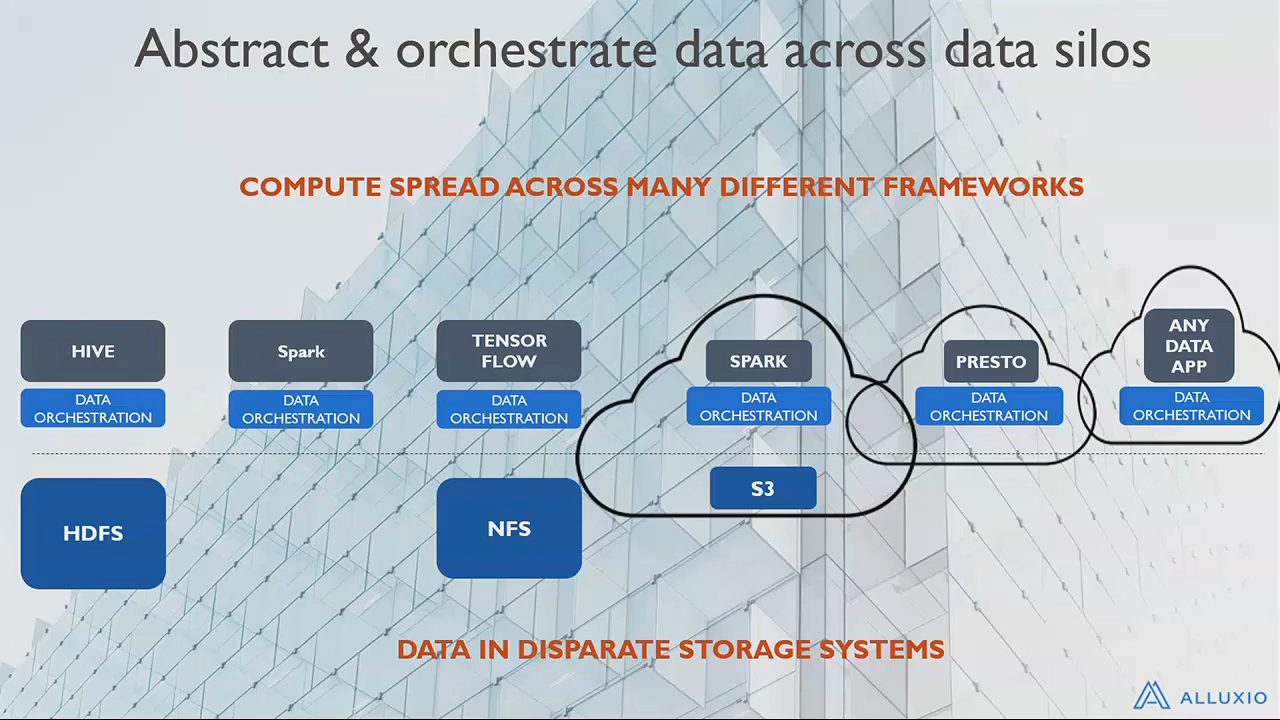 Abstract & orchestrate data across data silos
COMPUTE SPREAD ACROSS MANY DIFFERENT FRAMEWORKS
HIVE
DATA
ORCHESTRATION
Spark
DATA
ORCHESTRATION
TENSOR
FLOW
DATA
ORCHESTRATION
SPARK
DATA
ORCHESTRATION
PRESTO
DATA
ORCHESTRATION
ANY
DATA
APP
DATA
ORCHESTRATION
HDFS
NFS
S3
DATA IN DISPARATE STORAGE SYSTEMS
ALLUXIO